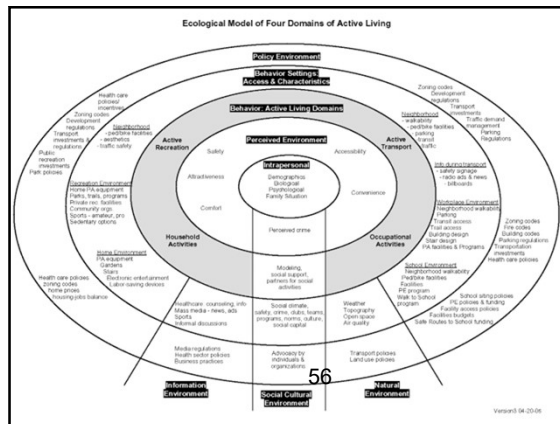 Ecological Model of Four Domains of Active Living
Policy Environment
Behavior Settings:
Access & Characteristics
Behavior: Active Living Domains
Perceived Environment
Intrapersonal
Demographics
Biological
Psychological
Family Situation
Safety
Attractiveness
Comfort
Accessibility
Convenience
Perceived crime
Active
Recreation
Active
Transport
Household
Activities
Occupational
Activities
Health care
policies/
incentives
Zoning codes
Development
regulations
Transport
investments &
regulations
Public
recreation
investments
Park policies
Neighborhood
- ped/bike facilities
- aesthetics
- traffic safety
Recreation Environment
Home PA equipment
Parks, trails, programs
Private rec. facilities
Community orgs.
Sports - amateur, pro
Sedentary options
Home Environment
PA equipment
Gardens
Stairs
Electronic entertainment
Labor-saving devices
Health care policies
zoning codes
home prices
housing/jobs balance
Zoning codes
Development
regulations
Transport
investments
Traffic demand
management
Parking
Regulations
Neighborhood
- walkability
- ped/bike facilities
- parking
- transit
- traffic
Info during transport
- safety signage
- radio ads & news
- billboards
Workplace Environment
Neighborhood walkability
Parking
Transit access
Trail access
Building design
Stair design
PA facilities & Programs
Zoning codes
Fire codes
Building codes
Parking regulations
Transportation
investments
Health care policies
School Environment
Neighborhood walkability
Ped/Bike facilities
Facilities
PE program
Walk to School
program
School siting policies
PE policies & funding
Facility access policies
Facilities budgets
Safe Routes to School funding
Modeling,
social support,
partners for social
activities
Healthcare counseling, info
Mass media - news, ads
Sports
Informal discussions
Social climate,
safety, crime, clubs, teams,
programs, norms, culture,
social capital
Weather
Topography
Open space
Air quality
Media regulations
Health sector policies
Business practices
Advocacy by
individuals &
organizations
Transport policies
Land use policies
56
Information
Environment
Social Cultural
Environment
Natural
Environment
Version3 04-20-06